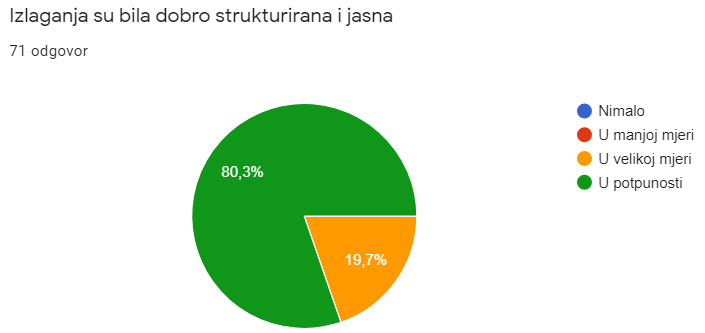 Izlaganja su bila dobro strukturirana i jasna
71 odgovor
Nimalo
U manjoj mjeri
U velikoj mjeri
U potpunosti
80,3%
19,7%